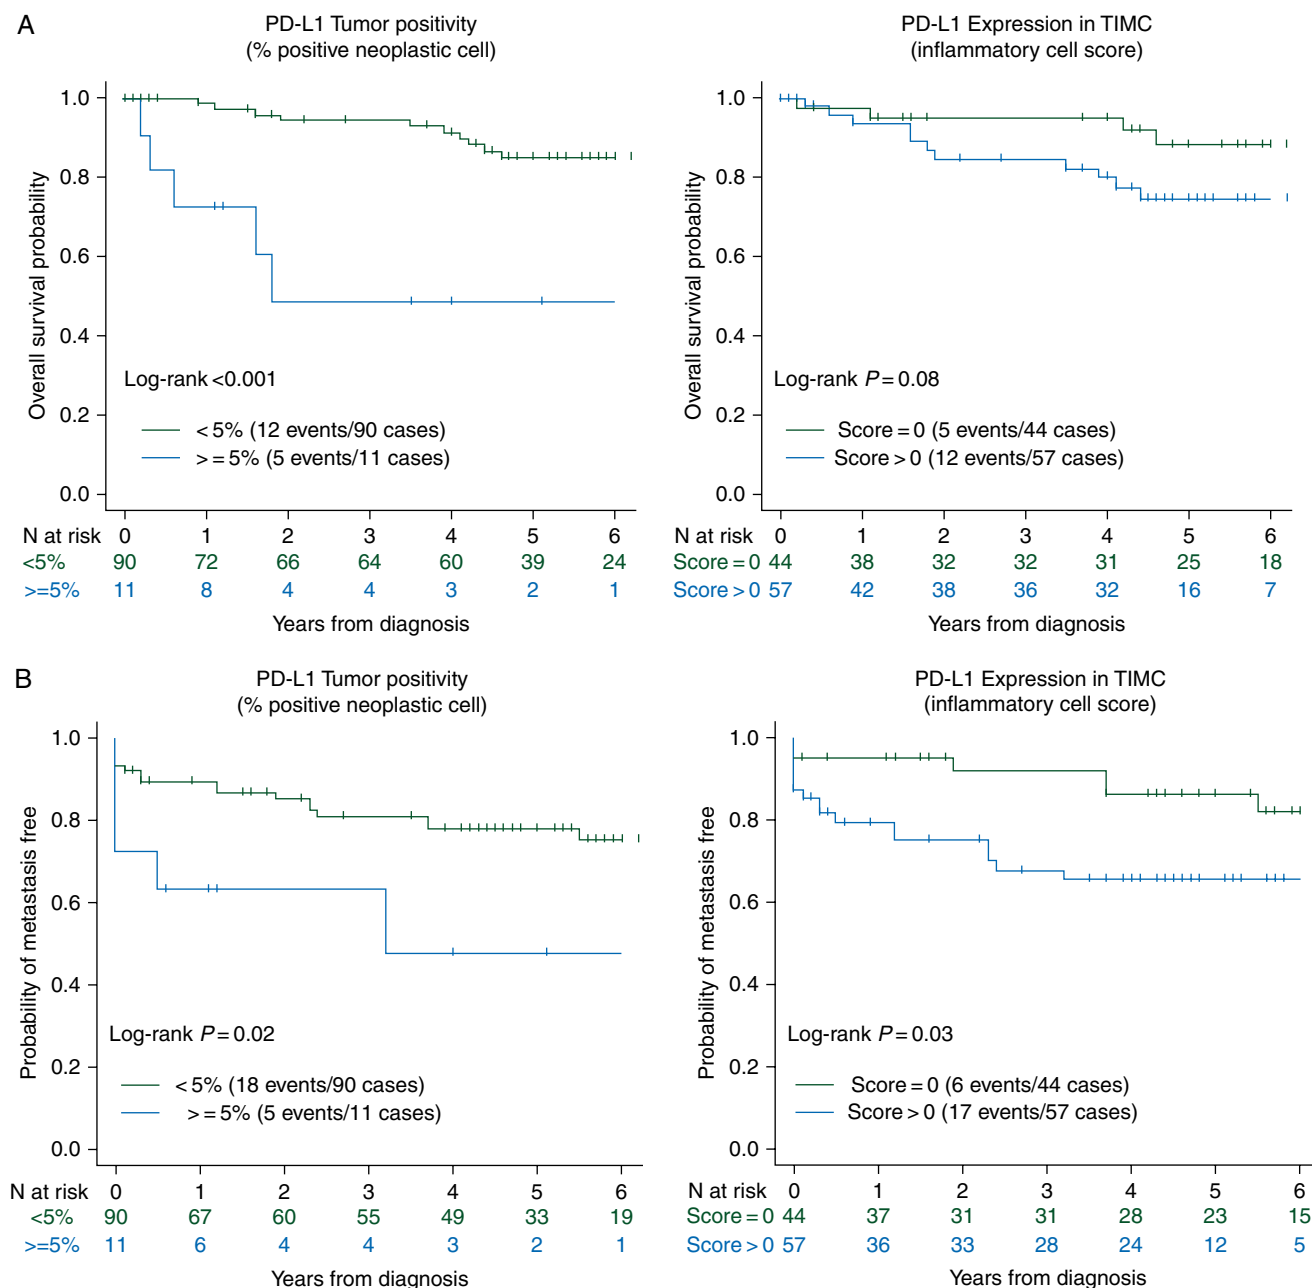 A
PD-L1 Tumor positivity
(% positive neoplastic cell)
Overall survival probability
1.0
0.8
0.6
0.4
0.2
0.0
Log-rank <0.001
<5% (12 events/90 cases)
>=5% (5 events/11 cases)
N at risk 0 1 2 3 4 5 6
<5% 90 72 66 64 60 39 24
>=5% 11 8 4 4 3 2 1
Years from diagnosis
PD-L1 Expression in TIMC
(inflammatory cell score)
Overall survival probability
1.0
0.8
0.6
0.4
0.2
0.0
Log-rank P=0.08
Score=0 (5 events/44 cases)
Score>0 (12 events/57 cases)
N at risk 0 1 2 3 4 5 6
Score=0 44 38 32 32 31 25 18
Score>0 57 42 38 36 32 16 7
Years from diagnosis
B
PD-L1 Tumor positivity
(% positive neoplastic cell)
Probability of metastasis free
1.0
0.8
0.6
0.4
0.2
0.0
Log-rank P=0.02
<5% (18 events/90 cases)
>=5% (5 events/11 cases)
N at risk 0 1 2 3 4 5 6
<5% 90 67 60 55 49 33 19
>=5% 11 6 4 4 3 2 1
Years from diagnosis
PD-L1 Expression in TIMC
(inflammatory cell score)
Probability of metastasis free
1.0
0.8
0.6
0.4
0.2
0.0
Log-rank P=0.03
Score=0 (6 events/44 cases)
Score>0 (17 events/57 cases)
N at risk 0 1 2 3 4 5 6
Score=0 44 37 31 31 28 23 15
Score>0 57 36 33 28 24 12 5
Years from diagnosis